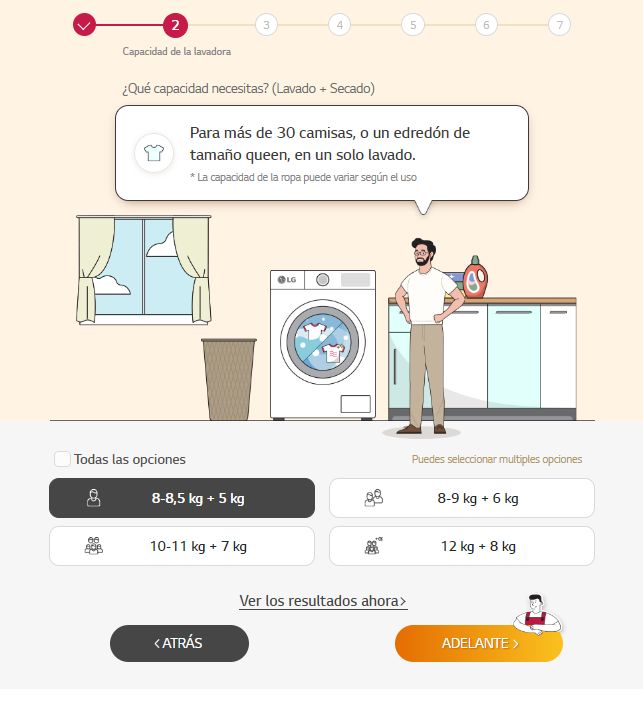 2
3
4
5
6
7
Capacidad de la lavadora
¿Qué capacidad necesitas? (Lavado + Secado)
Para más de 30 camisas, o un edredón de
tamaño queen, en un solo lavado.
* La capacidad de la ropa puede variar según el uso
LG
Todas las opciones
Puedes seleccionar multiples opciones
8-8,5 kg + 5 kg
8-9 kg + 6 kg
10-11 kg + 7 kg
12 kg + 8 kg
Ver los resultados ahora>
< ATRÁS
ADELANTE >